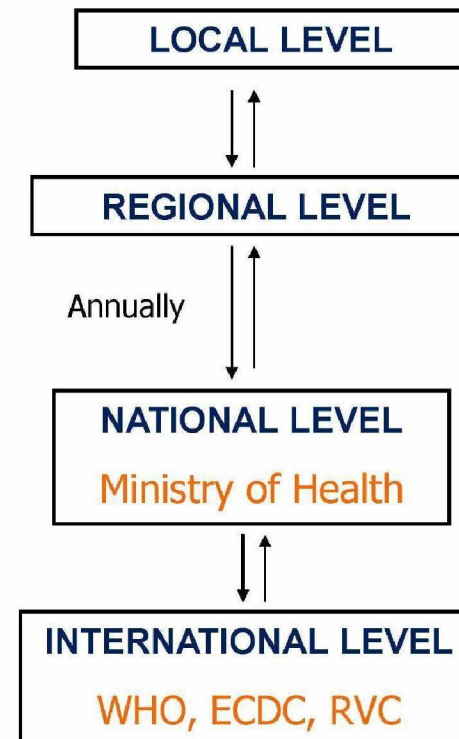 LOCAL LEVEL
REGIONAL LEVEL
Annually
NATIONAL LEVEL
Ministry of Health
INTERNATIONAL LEVEL
WHO, ECDC, RVC